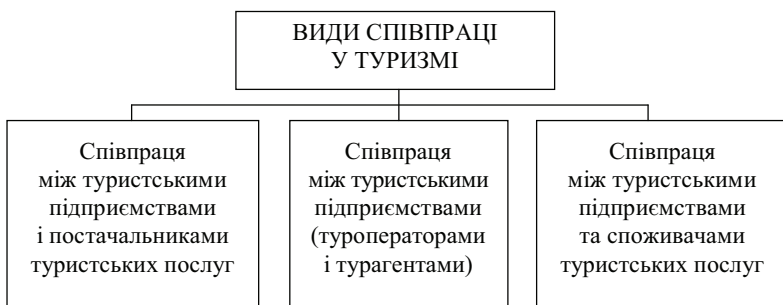 ВИДИ СПІВПРАЦІ
У ТУРИЗМІ
Співпраця
між туристськими
підприємствами
і постачальниками
туристських послуг
Співпраця
між туристськими
підприємствами
(туроператорами
і турагентами)
Співпраця
між туристськими
підприємствами
та споживачами
туристських послуг